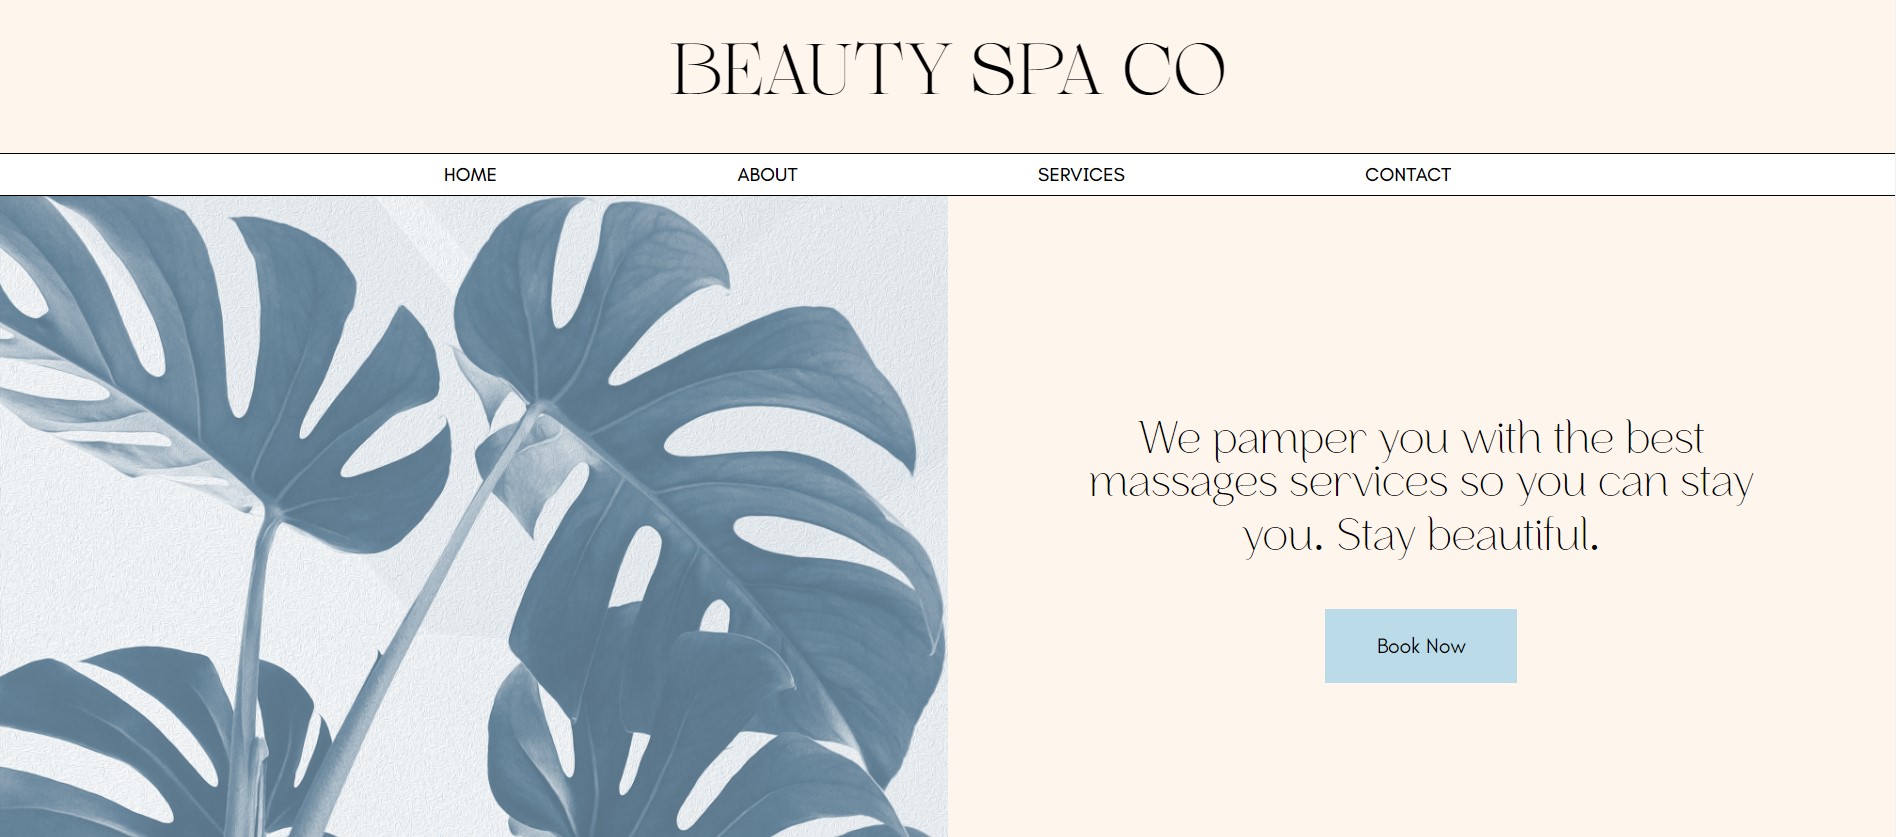 BEAUTY SPA CO
HOME ABOUT SERVICES CONTACT
We pamper you with the best
massages services so you can stay
you. Stay beautiful.
Book Now